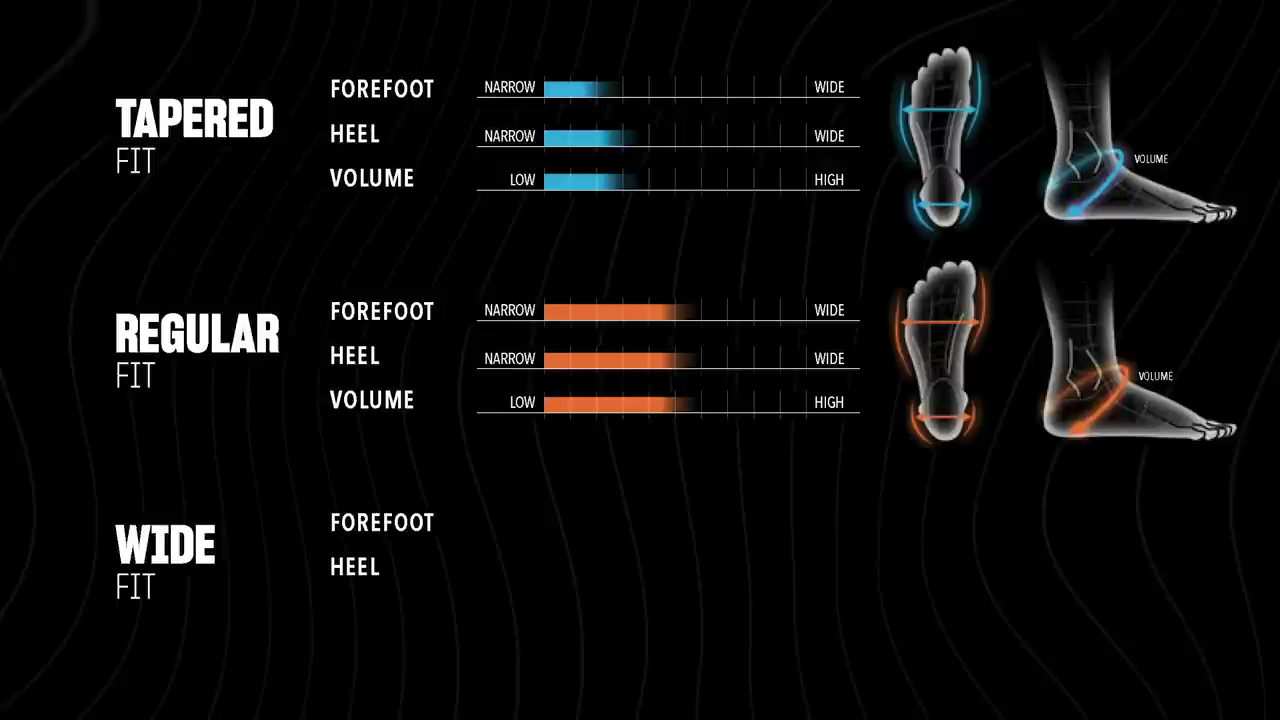 TAPERED
FIT
FOREFOOT NARROW WIDE
HEEL NARROW WIDE
VOLUME LOW HIGH
VOLUME
REGULAR
FIT
FOREFOOT NARROW WIDE
HEEL NARROW WIDE
VOLUME LOW HIGH
VOLUME
WIDE
FIT
FOREFOOT
HEEL